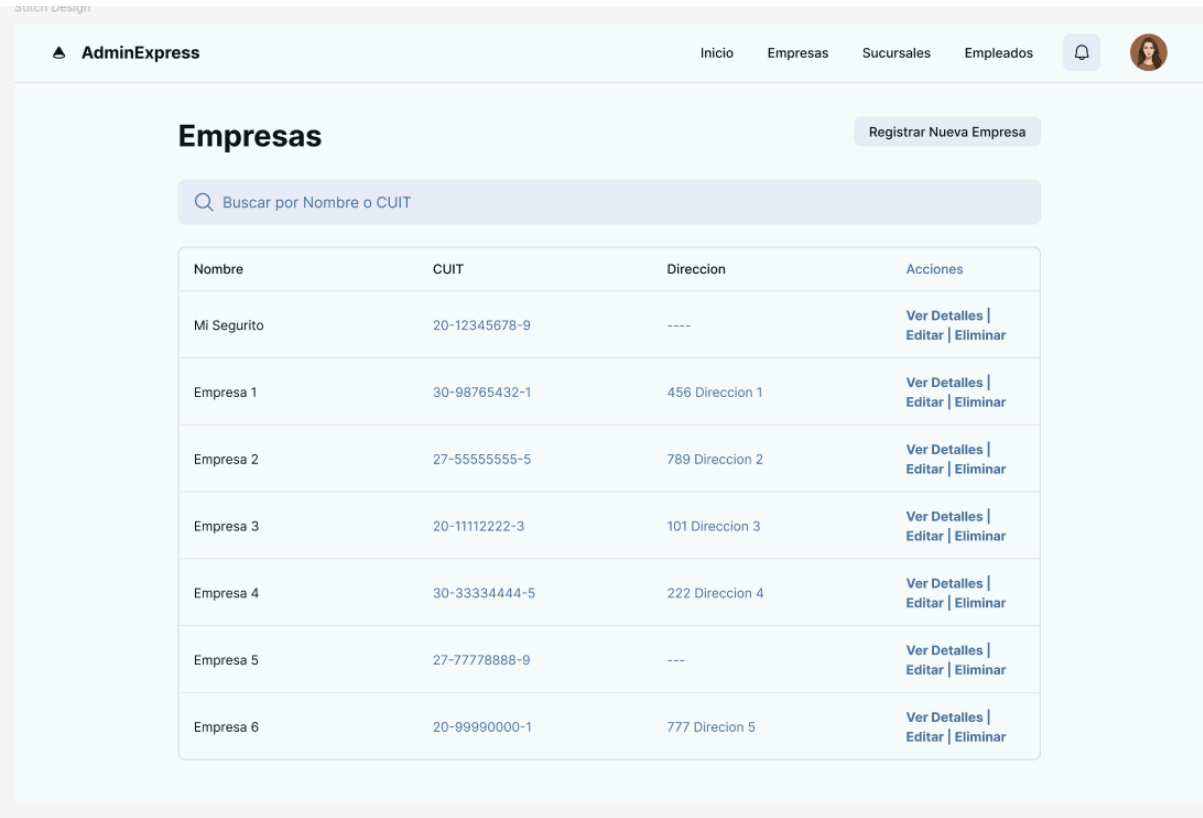 Stitch Design
AdminExpress
Inicio Empresas Sucursales Empleados
Empresas
Registrar Nueva Empresa
Buscar por Nombre o CUIT
Nombre CUIT Direccion Acciones
Mi Segurito 20-12345678-9 ---- Ver Detalles |
Editar | Eliminar
Empresa 1 30-98765432-1 456 Direccion 1 Ver Detalles |
Editar | Eliminar
Empresa 2 27-55555555-5 789 Direccion 2 Ver Detalles |
Editar | Eliminar
Empresa 3 20-11112222-3 101 Direccion 3 Ver Detalles |
Editar | Eliminar
Empresa 4 30-33334444-5 222 Direccion 4 Ver Detalles |
Editar | Eliminar
Empresa 5 27-77778888-9 --- Ver Detalles |
Editar | Eliminar
Empresa 6 20-99990000-1 777 Direcion 5 Ver Detalles |
Editar | Eliminar